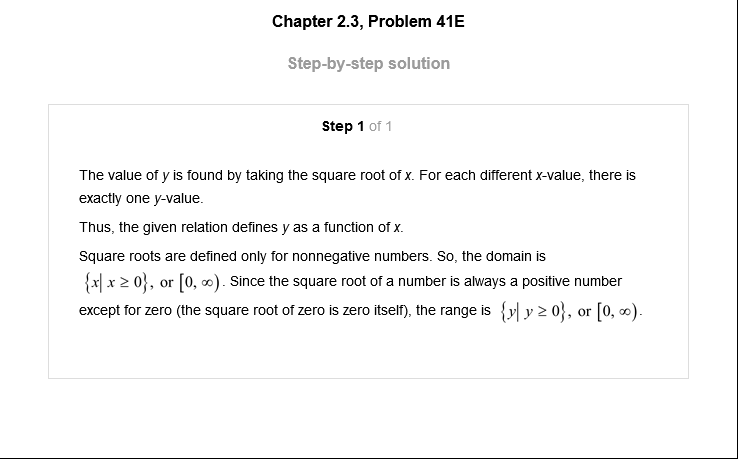 Chapter 2.3, Problem 41E
Step-by-step solution
Step 1 of 1
The value of y is found by taking the square root of x. For each different x-value, there is
exactly one y-value.
Thus, the given relation defines y as a function of x.
Square roots are defined only for nonnegative numbers. So, the domain is
{x| x ≥ 0}, or [0, ∞). Since the square root of a number is always a positive number
except for zero (the square root of zero is zero itself), the range is {y| y ≥ 0}, or [0, ∞).